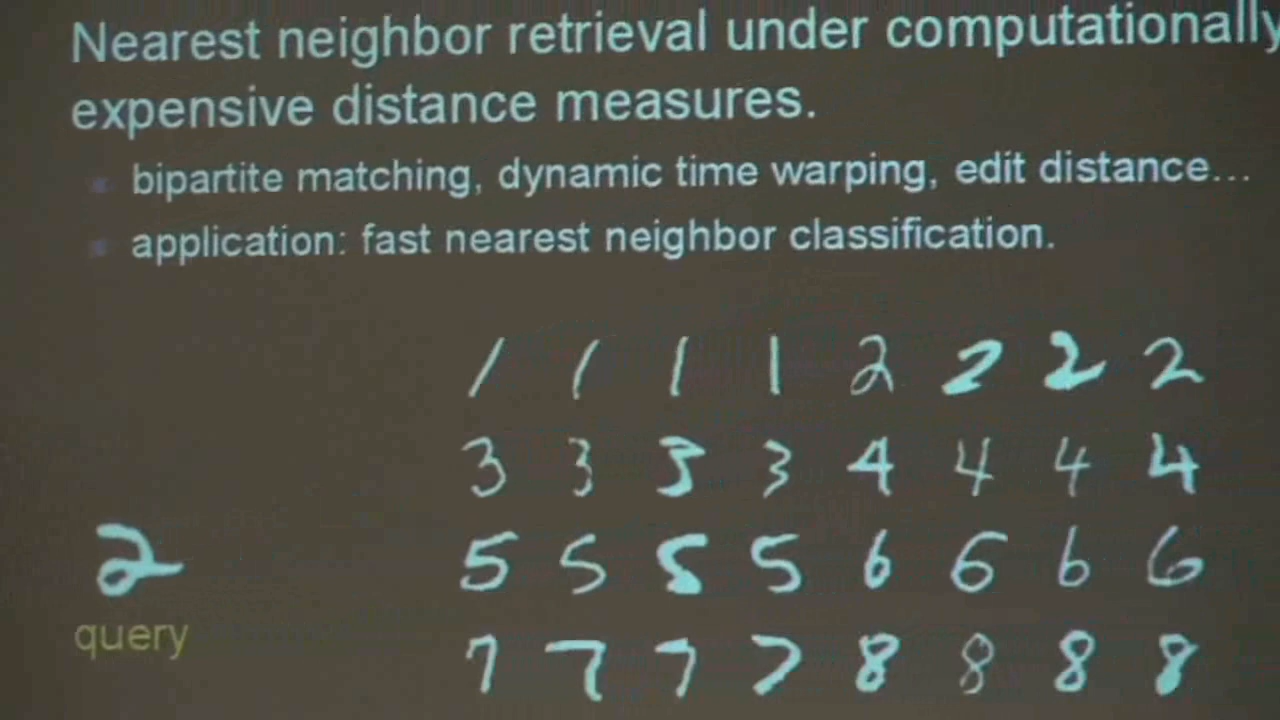 Nearest neighbor retrieval under computationally
expensive distance measures.
bipartite matching, dynamic time warping, edit distance...
application: fast nearest neighbor classification.
1 1 1 1 2 2 2 2
3 3 3 3 4 4 4 4
2
5 5 5 5 6 6 6 6
query
7 7 7 7 8 8 8 8